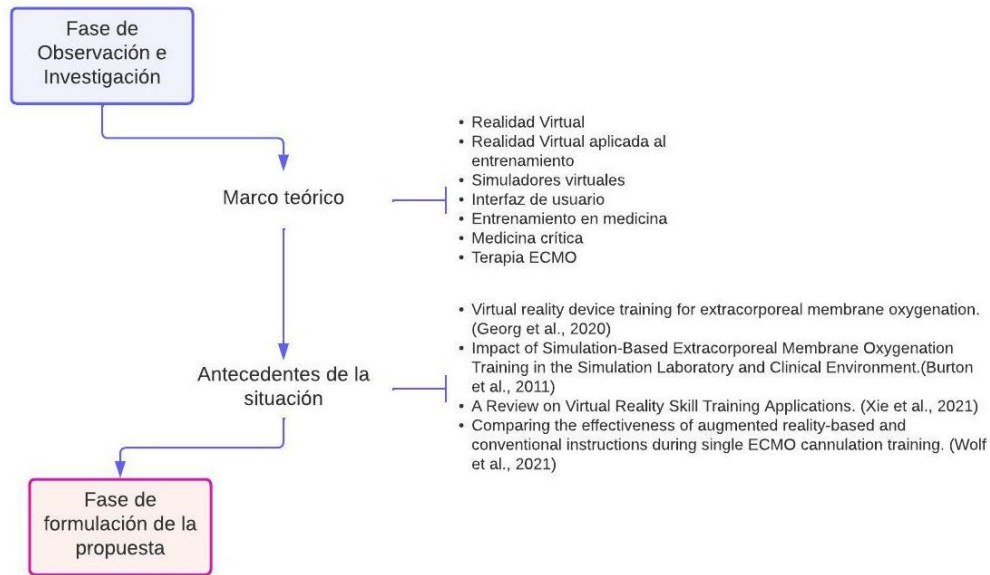 Fase de
Observación e
Investigación
Marco teórico
• Realidad Virtual
• Realidad Virtual aplicada al
entrenamiento
• Simuladores virtuales
• Interfaz de usuario
• Entrenamiento en medicina
• Medicina crítica
• Terapia ECMO
Antecedentes de la
situación
• Virtual reality device training for extracorporeal membrane oxygenation.
(Georg et al., 2020)
• Impact of Simulation-Based Extracorporeal Membrane Oxygenation
Training in the Simulation Laboratory and Clinical Environment.(Burton
et al., 2011)
• A Review on Virtual Reality Skill Training Applications. (Xie et al., 2021)
• Comparing the effectiveness of augmented reality-based and
conventional instructions during single ECMO cannulation training. (Wolf
et al., 2021)
Fase de
formulación de la
propuesta